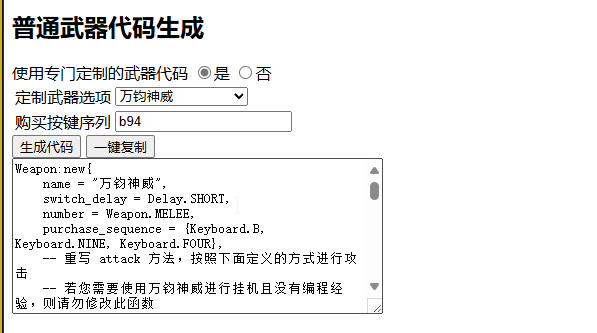 普通武器代码生成
使用专门定制的武器代码 是 否
定制武器选项 万钧神威
购买按键序列 b94
生成代码 一键复制
Weapon:new{
name = "万钧神威",
switch_delay = Delay.SHORT,
number = Weapon.MELEE,
purchase_sequence = {Keyboard.B,
Keyboard.NINE, Keyboard.FOUR},
-- 重写 attack 方法，按照下面定义的方式进行攻
击
-- 若您需要使用万钧神威进行挂机且没有编程经
验，则请勿修改此函数